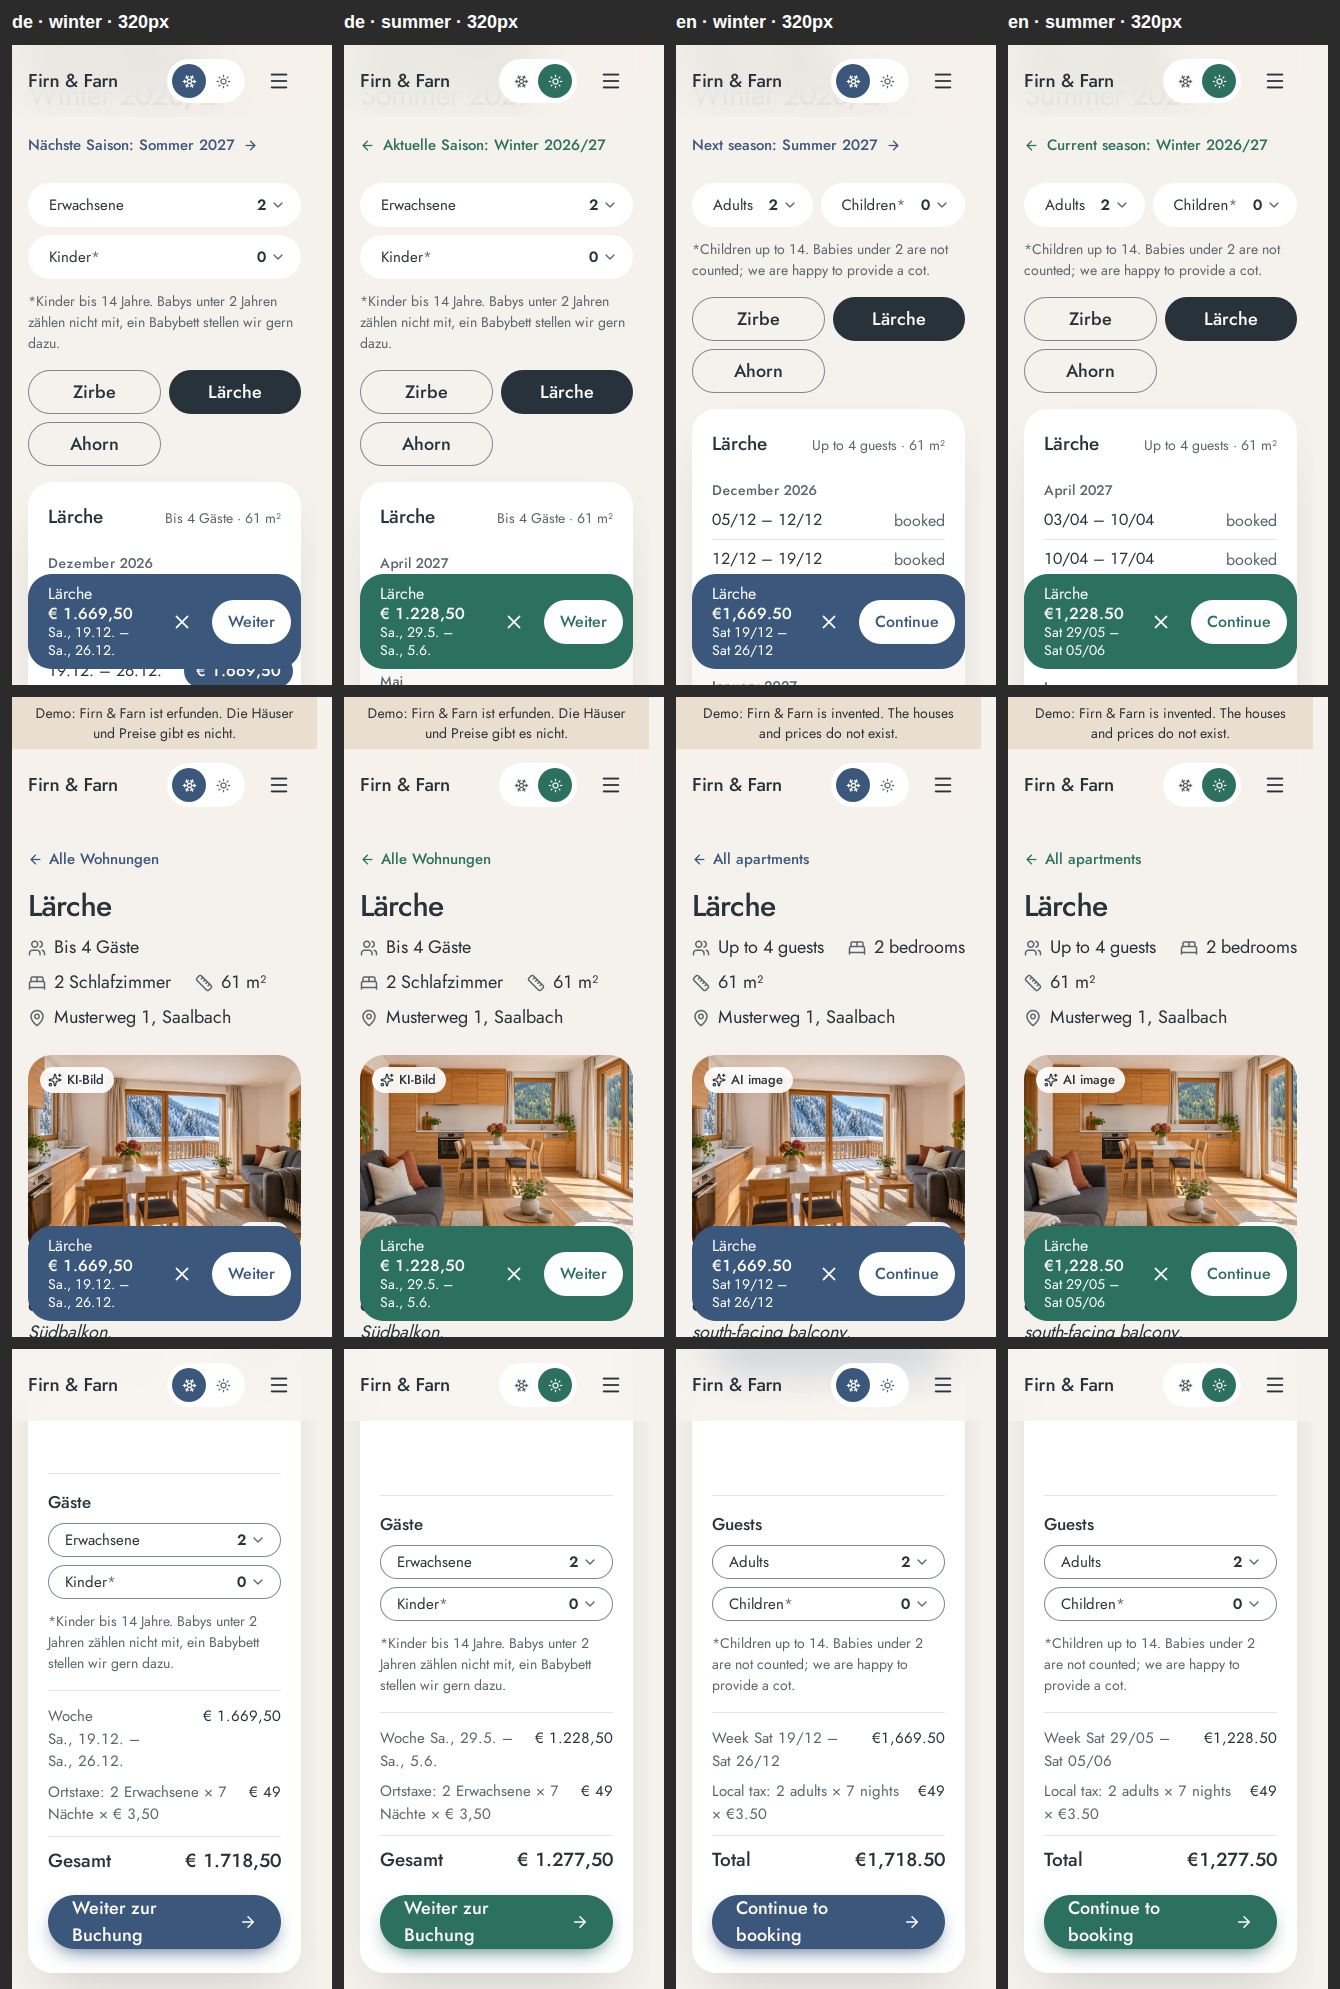 de · winter · 320px
Firn & Farn
Winter 2026/27
Nächste Saison: Sommer 2027
Erwachsene 2
Kinder* 0
*Kinder bis 14 Jahre. Babys unter 2 Jahren
zählen nicht mit, ein Babybett stellen wir gern
dazu.
Zirbe Lärche
Ahorn
Lärche Bis 4 Gäste · 61 m²
Dezember 2026
Lärche
€ 1.669,50
Sa., 19.12. –
Sa., 26.12.
Weiter
19.12. – 26.12. € 1.669,50
de · summer · 320px
Firn & Farn
Sommer 2027
Aktuelle Saison: Winter 2026/27
Erwachsene 2
Kinder* 0
*Kinder bis 14 Jahre. Babys unter 2 Jahren
zählen nicht mit, ein Babybett stellen wir gern
dazu.
Zirbe Lärche
Ahorn
Lärche Bis 4 Gäste · 61 m²
April 2027
Lärche
€ 1.228,50
Sa., 29.5. –
Sa., 5.6.
Weiter
Mai
en · winter · 320px
Firn & Farn
Winter 2026/27
Next season: Summer 2027
Adults 2 Children* 0
*Children up to 14. Babies under 2 are not
counted; we are happy to provide a cot.
Zirbe Lärche
Ahorn
Lärche Up to 4 guests · 61 m²
December 2026
05/12 – 12/12 booked
12/12 – 19/12 booked
Lärche
€1,669.50
Sat 19/12 –
Sat 26/12
Continue
January 2027
en · summer · 320px
Firn & Farn
Summer 2027
Current season: Winter 2026/27
Adults 2 Children* 0
*Children up to 14. Babies under 2 are not
counted; we are happy to provide a cot.
Zirbe Lärche
Ahorn
Lärche Up to 4 guests · 61 m²
April 2027
03/04 – 10/04 booked
10/04 – 17/04 booked
Lärche
€1,228.50
Sat 29/05 –
Sat 05/06
Continue
Demo: Firn & Farn ist erfunden. Die Häuser
und Preise gibt es nicht.
Firn & Farn
Alle Wohnungen
Lärche
Bis 4 Gäste
2 Schlafzimmer 61 m²
Musterweg 1, Saalbach
KI-Bild
Lärche
€ 1.669,50
Sa., 19.12. –
Sa., 26.12.
Weiter
Südbalkon.
Demo: Firn & Farn ist erfunden. Die Häuser
und Preise gibt es nicht.
Firn & Farn
Alle Wohnungen
Lärche
Bis 4 Gäste
2 Schlafzimmer 61 m²
Musterweg 1, Saalbach
KI-Bild
Lärche
€ 1.228,50
Sa., 29.5. –
Sa., 5.6.
Weiter
Südbalkon.
Demo: Firn & Farn is invented. The houses
and prices do not exist.
Firn & Farn
All apartments
Lärche
Up to 4 guests 2 bedrooms
61 m²
Musterweg 1, Saalbach
AI image
Lärche
€1,669.50
Sat 19/12 –
Sat 26/12
Continue
south-facing balcony.
Demo: Firn & Farn is invented. The houses
and prices do not exist.
Firn & Farn
All apartments
Lärche
Up to 4 guests 2 bedrooms
61 m²
Musterweg 1, Saalbach
AI image
Lärche
€1,228.50
Sat 29/05 –
Sat 05/06
Continue
south-facing balcony.
Firn & Farn
Gäste
Erwachsene 2
Kinder* 0
*Kinder bis 14 Jahre. Babys unter 2
Jahren zählen nicht mit, ein Babybett
stellen wir gern dazu.
Woche € 1.669,50
Sa., 19.12. –
Sa., 26.12.
Ortstaxe: 2 Erwachsene × 7 € 49
Nächte × € 3,50
Gesamt € 1.718,50
Weiter zur
Buchung
Firn & Farn
Gäste
Erwachsene 2
Kinder* 0
*Kinder bis 14 Jahre. Babys unter 2
Jahren zählen nicht mit, ein Babybett
stellen wir gern dazu.
Woche Sa., 29.5. – € 1.228,50
Sa., 5.6.
Ortstaxe: 2 Erwachsene × 7 € 49
Nächte × € 3,50
Gesamt € 1.277,50
Weiter zur
Buchung
Firn & Farn
Guests
Adults 2
Children* 0
*Children up to 14. Babies under 2
are not counted; we are happy to
provide a cot.
Week Sat 19/12 – €1,669.50
Sat 26/12
Local tax: 2 adults × 7 nights €49
× €3.50
Total €1,718.50
Continue to
booking
Firn & Farn
Guests
Adults 2
Children* 0
*Children up to 14. Babies under 2
are not counted; we are happy to
provide a cot.
Week Sat 29/05 – €1,228.50
Sat 05/06
Local tax: 2 adults × 7 nights €49
× €3.50
Total €1,277.50
Continue to
booking